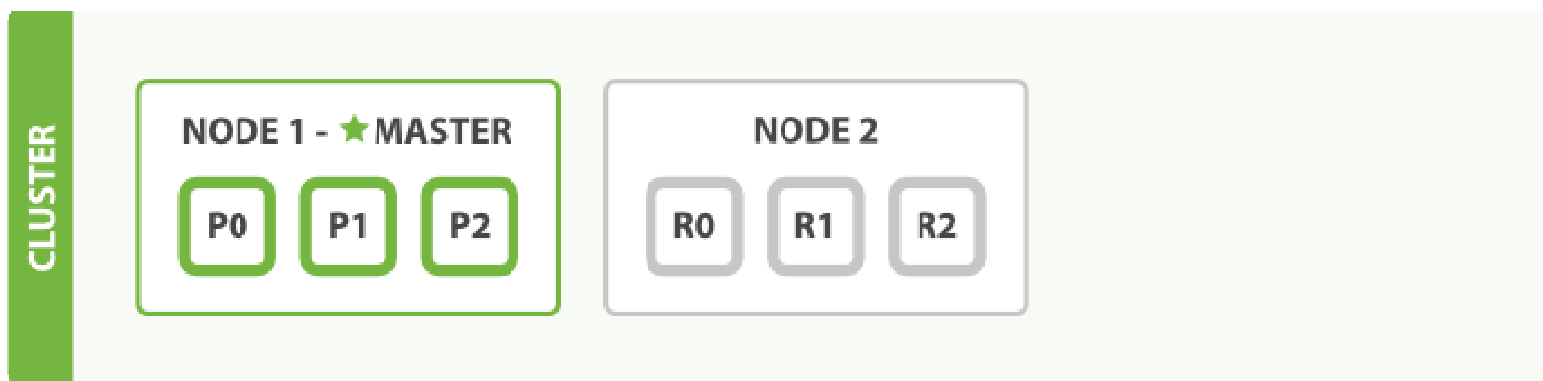 CLUSTER
NODE 1 - ★ MASTER
P0 P1 P2
NODE 2
R0 R1 R2